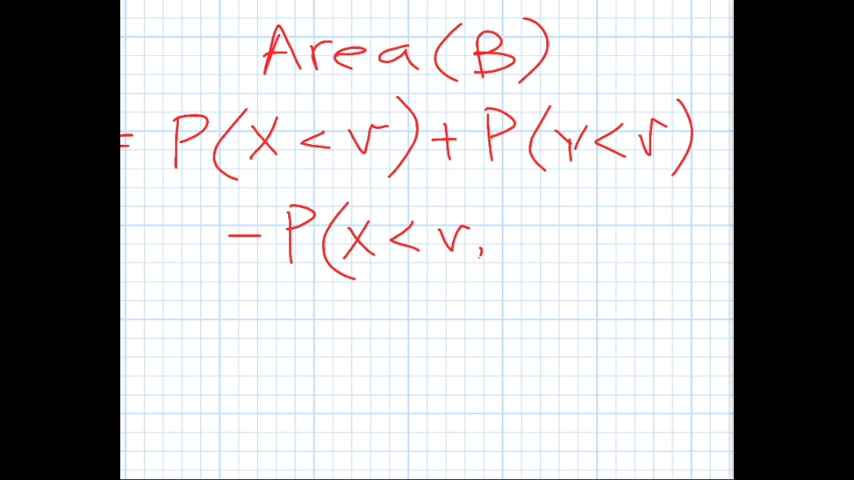 Area(B)
= P(X < v) + P(Y < v)
- P(X < v,